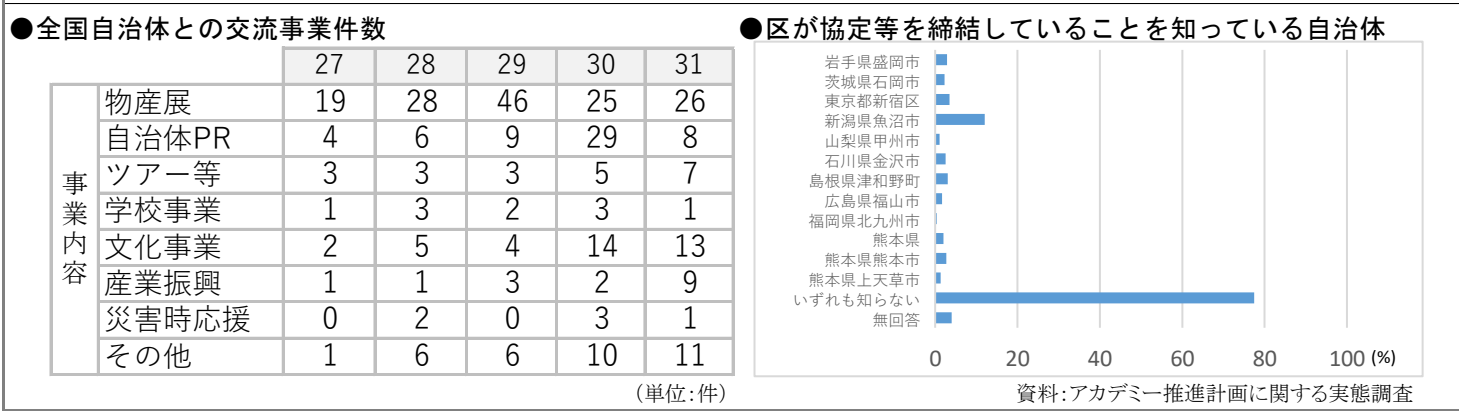 ●全国自治体との交流事業件数
27 28 29 30 31
事業内容
物産展 19 28 46 25 26
自治体PR 4 6 9 29 8
ツアー等 3 3 3 5 7
学校事業 1 3 2 3 1
文化事業 2 5 4 14 13
産業振興 1 1 3 2 9
災害時応援 0 2 0 3 1
その他 1 6 6 10 11
(単位:件)
●区が協定等を締結していることを知っている自治体
岩手県盛岡市
茨城県石岡市
東京都新宿区
新潟県魚沼市
山梨県甲州市
石川県金沢市
島根県津和野町
広島県福山市
福岡県北九州市
熊本県
熊本県熊本市
熊本県上天草市
いずれも知らない
無回答
0 20 40 60 80 100 (%)
資料:アカデミー推進計画に関する実態調査